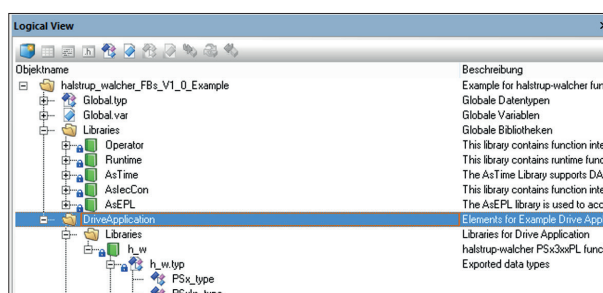 Logical View
Objektname Beschreibung
halstrup_walcher_FBs_V1_0_Example Example for halstrup-walcher fun
Global.typ Globale Datentypen
Global.var Globale Variablen
Libraries Globale Bibliotheken
Operator This library contains function inte
Runtime This library contains runtime func
AsTime The AsTime Library supports DA
AsIecCon This library contains function inte
AsEPL The AsEPL library is used to acc
DriveApplication Elements for Example Drive App
Libraries Libraries for Drive Application
h_w halstrup-walcher PSx3xxPL func
h_w.typ Exported data types
PSx_type